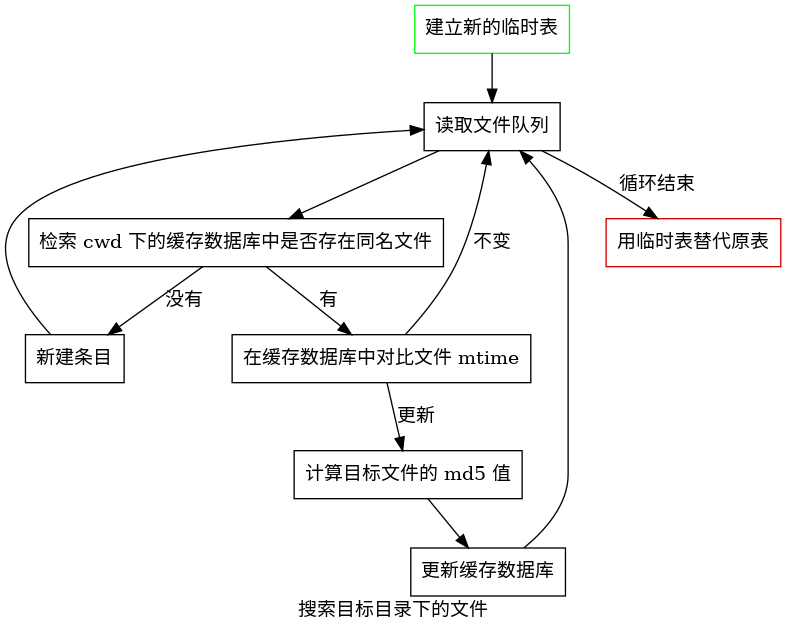 建立新的临时表
读取文件队列
循环结束
检索 cwd 下的缓存数据库中是否存在同名文件
不变
用临时表替代原表
没有
有
新建条目
在缓存数据库中对比文件 mtime
更新
计算目标文件的 md5 值
更新缓存数据库
搜索目标目录下的文件